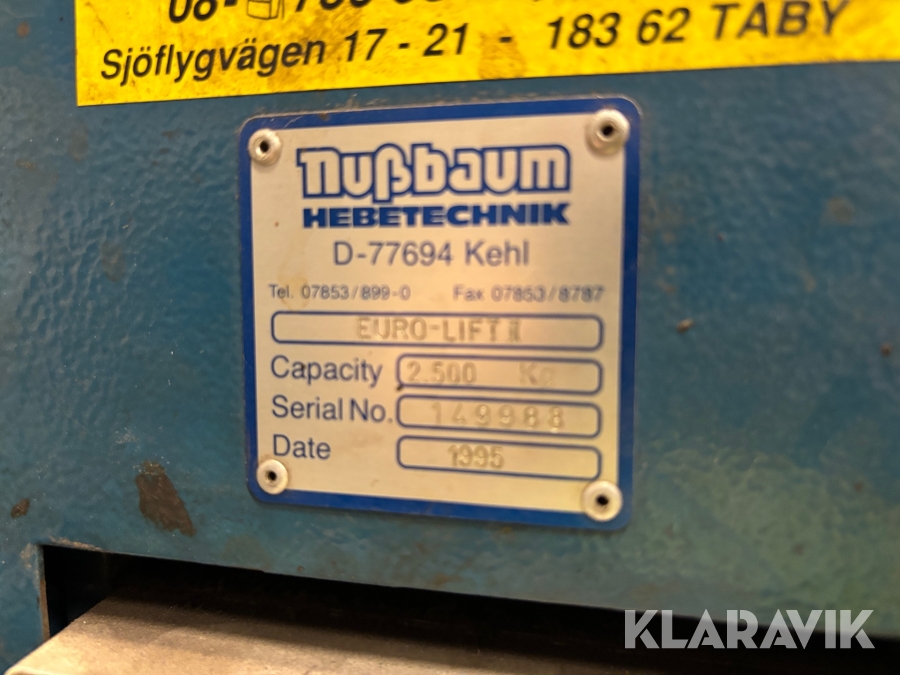 Sjöflygvägen 17 - 21 - 183 62 TÄBY
Nußbaum
HEBETECHNIK
D-77694 Kehl
Tel. 07853/899-0 Fax 07853/8787
EURO-LIFT II
Capacity 2.500 Kg
Serial No. 149988
Date 1995
KLARAVIK